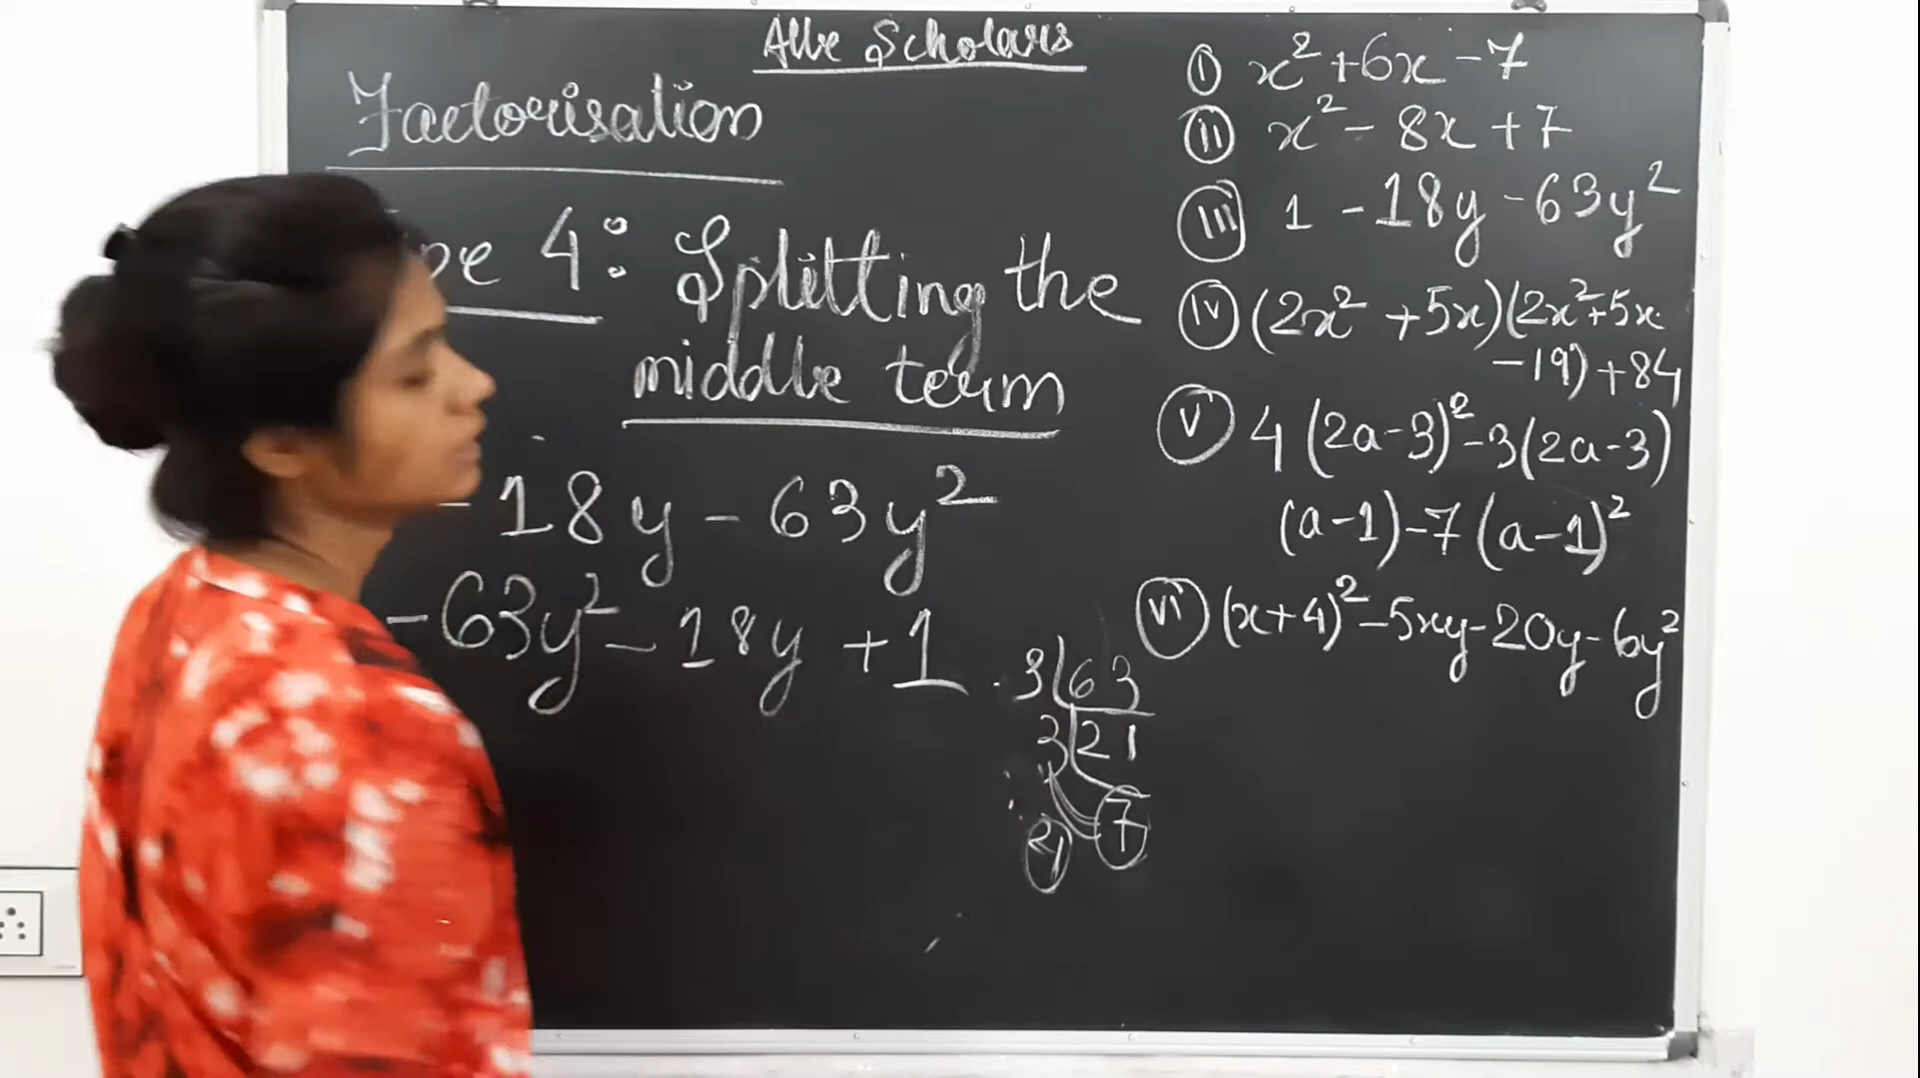 Allve Scholars
Factorisation
pe 4: Splitting the
middle term
- 18y - 63y²
- 63y² - 18y + 1
3 63
3 21
7
21
(i) x² + 6x - 7
(ii) x² - 8x + 7
(iii) 1 - 18y - 63y²
(iv) (2x² + 5x)(2x² + 5x
- 19) + 84
(v) 4(2a-3)² - 3(2a-3)
(a-1) - 7(a-1)²
(vi) (x+4)² - 5xy - 20y - 6y²